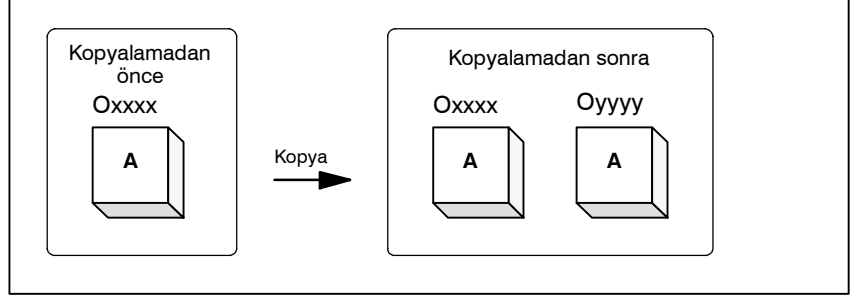 Kopyalamadan
önce
Oxxxx
A
Kopya
Kopyalamadan sonra
Oxxxx
Oyyyy
A
A